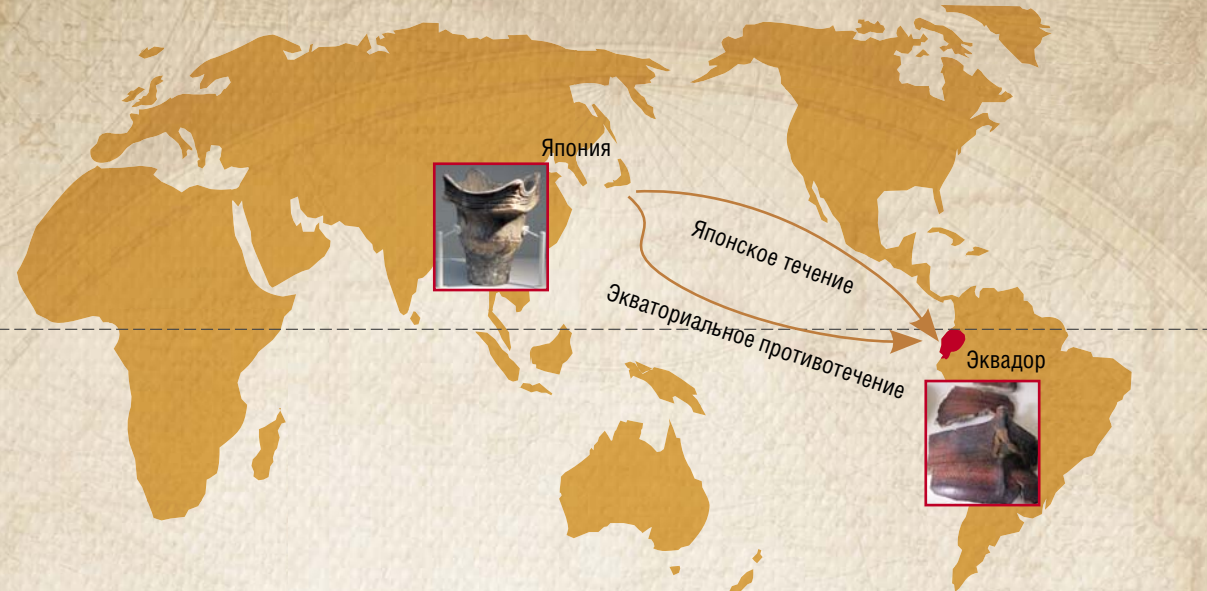 Япония
Японское течение
Экваториальное противотечение
Эквадор